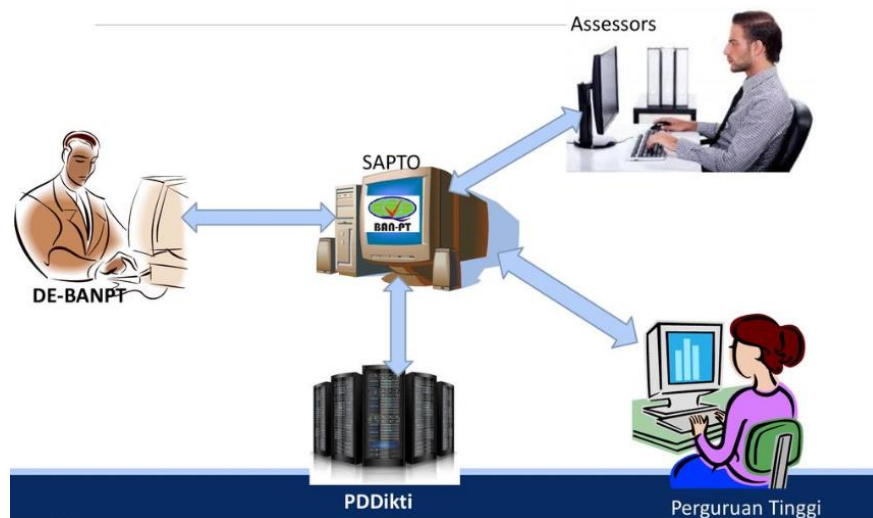 Assessors
SAPTO
BAN-PT
DE-BANPT
PDDikti
Perguruan Tinggi